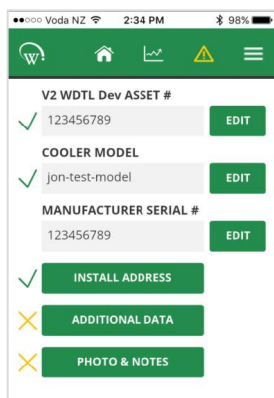 Voda NZ 2:34 PM 98%
W
V2 WDTL Dev ASSET #
123456789 EDIT
COOLER MODEL
jon-test-model EDIT
MANUFACTURER SERIAL #
123456789 EDIT
INSTALL ADDRESS
ADDITIONAL DATA
PHOTO & NOTES